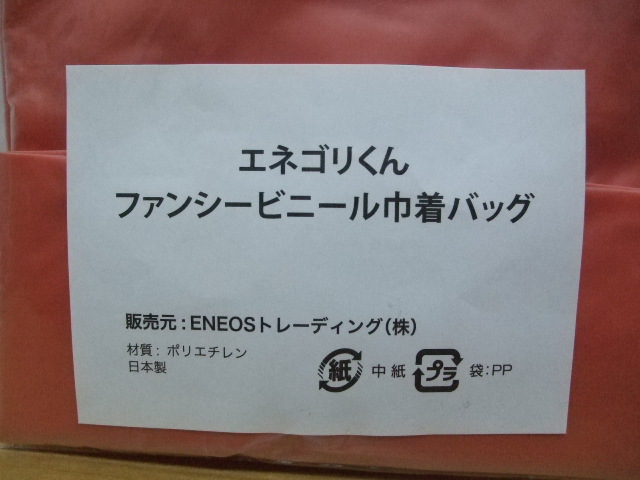 エネゴリくん
ファンシービニール巾着バッグ
販売元：ENEOSトレーディング（株）
材質：ポリエチレン
日本製
紙 中紙 プラ 袋：PP